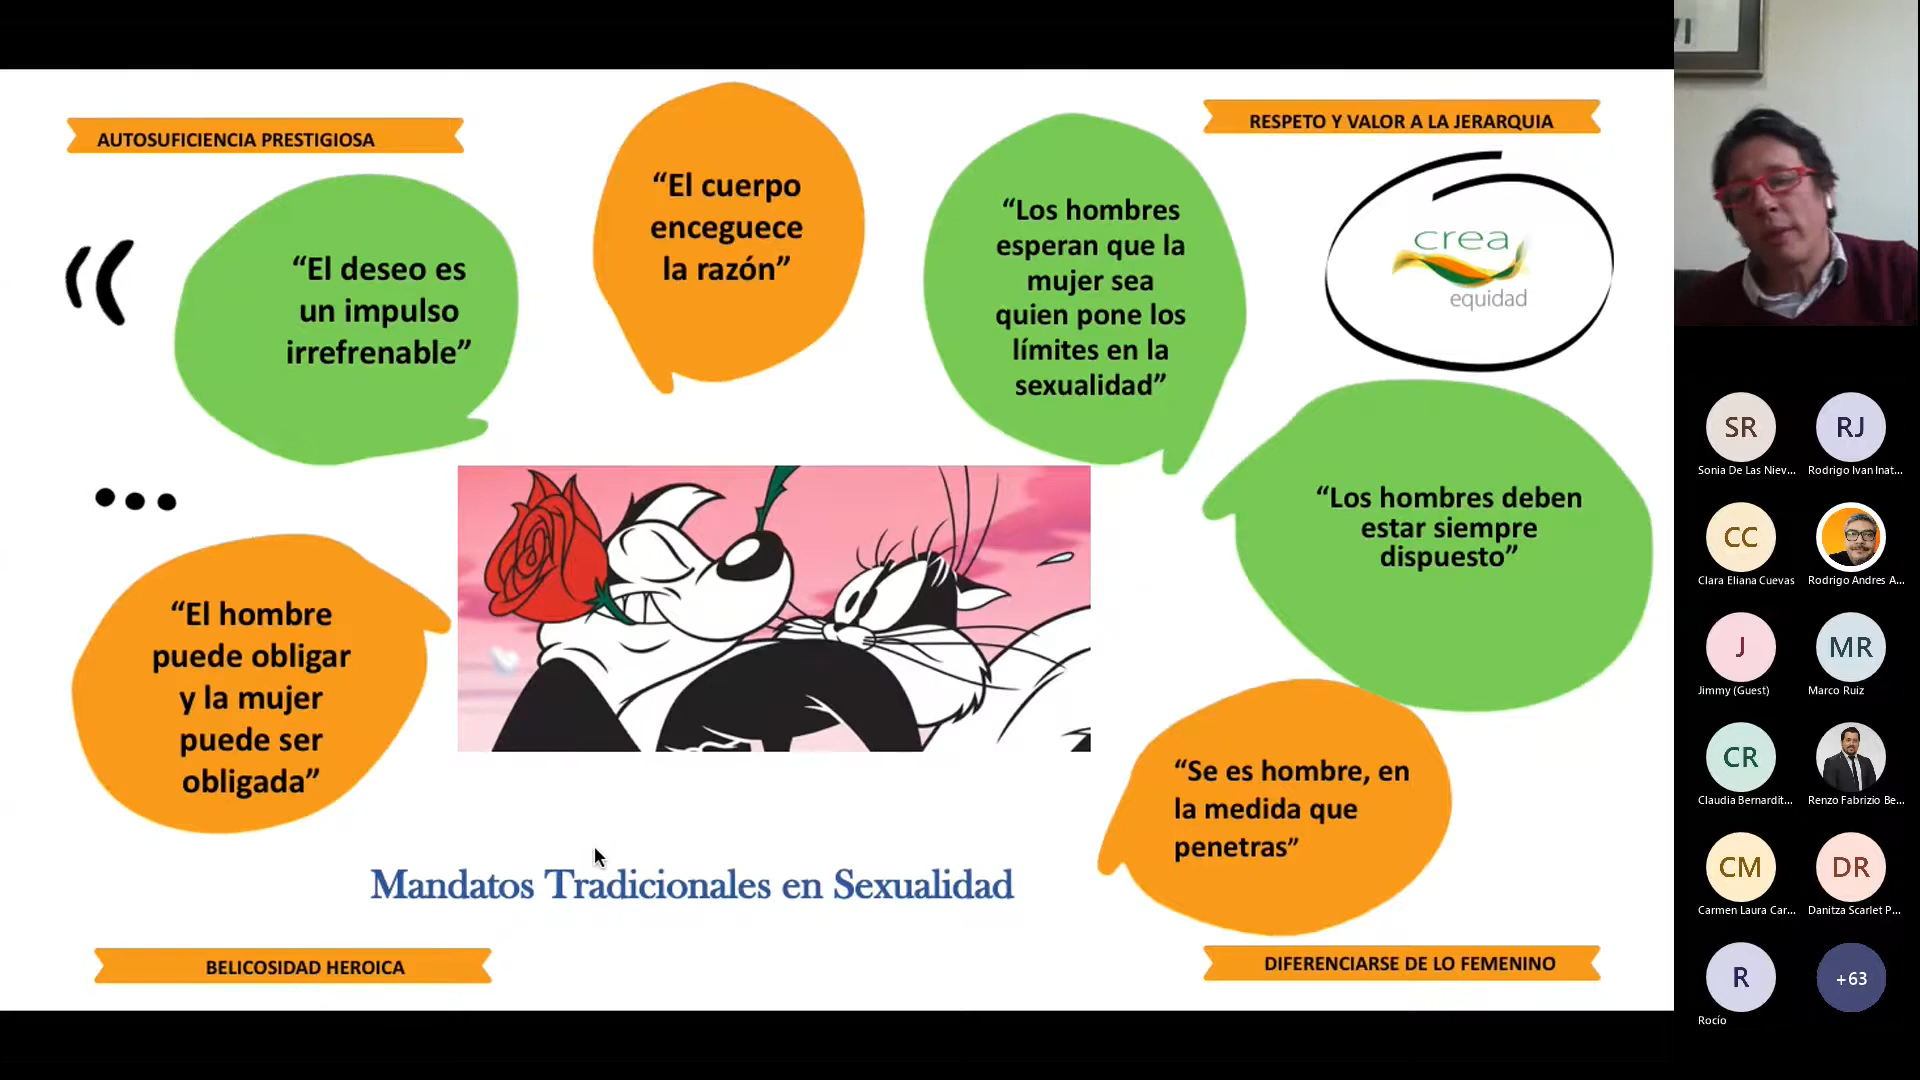 AUTOSUFICIENCIA PRESTIGIOSA
RESPETO Y VALOR A LA JERARQUIA
“El deseo es
un impulso
irrefrenable”
“El cuerpo
enceguece
la razón”
“Los hombres
esperan que la
mujer sea
quien pone los
límites en la
sexualidad”
crea
equidad
“Los hombres deben
estar siempre
dispuesto”
“El hombre
puede obligar
y la mujer
puede ser
obligada”
“Se es hombre, en
la medida que
penetras”
Mandatos Tradicionales en Sexualidad
BELICOSIDAD HEROICA
DIFERENCIARSE DE LO FEMENINO
SR
RJ
Sonia De Las Niev...
Rodrigo Ivan Inat...
CC
Clara Eliana Cuevas
Rodrigo Andres A...
J
MR
Jimmy (Guest)
Marco Ruiz
CR
Claudia Bernardit...
Renzo Fabrizio Be...
CM
DR
Carmen Laura Car...
Danitza Scarlet P...
R
+63
Rocío